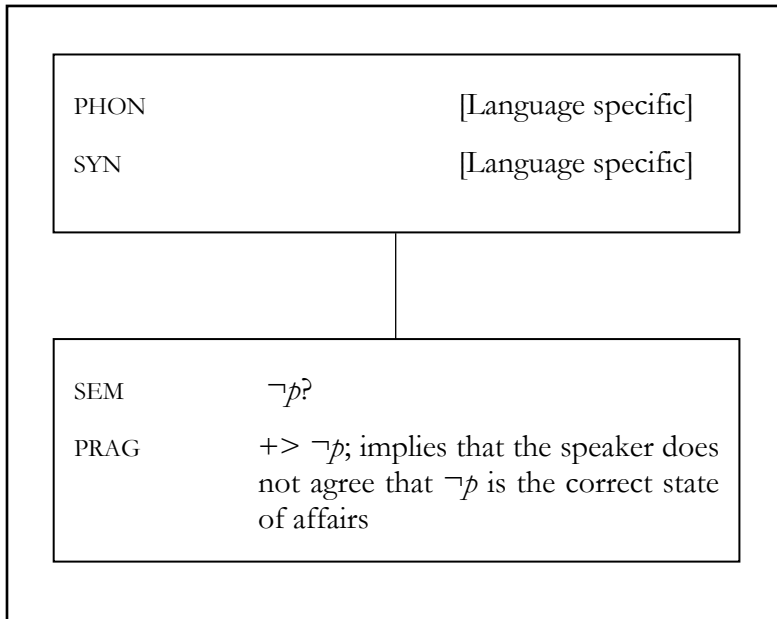 PHON [Language specific]
SYN [Language specific]
SEM ¬p?
PRAG +> ¬p; implies that the speaker does
not agree that ¬p is the correct state
of affairs